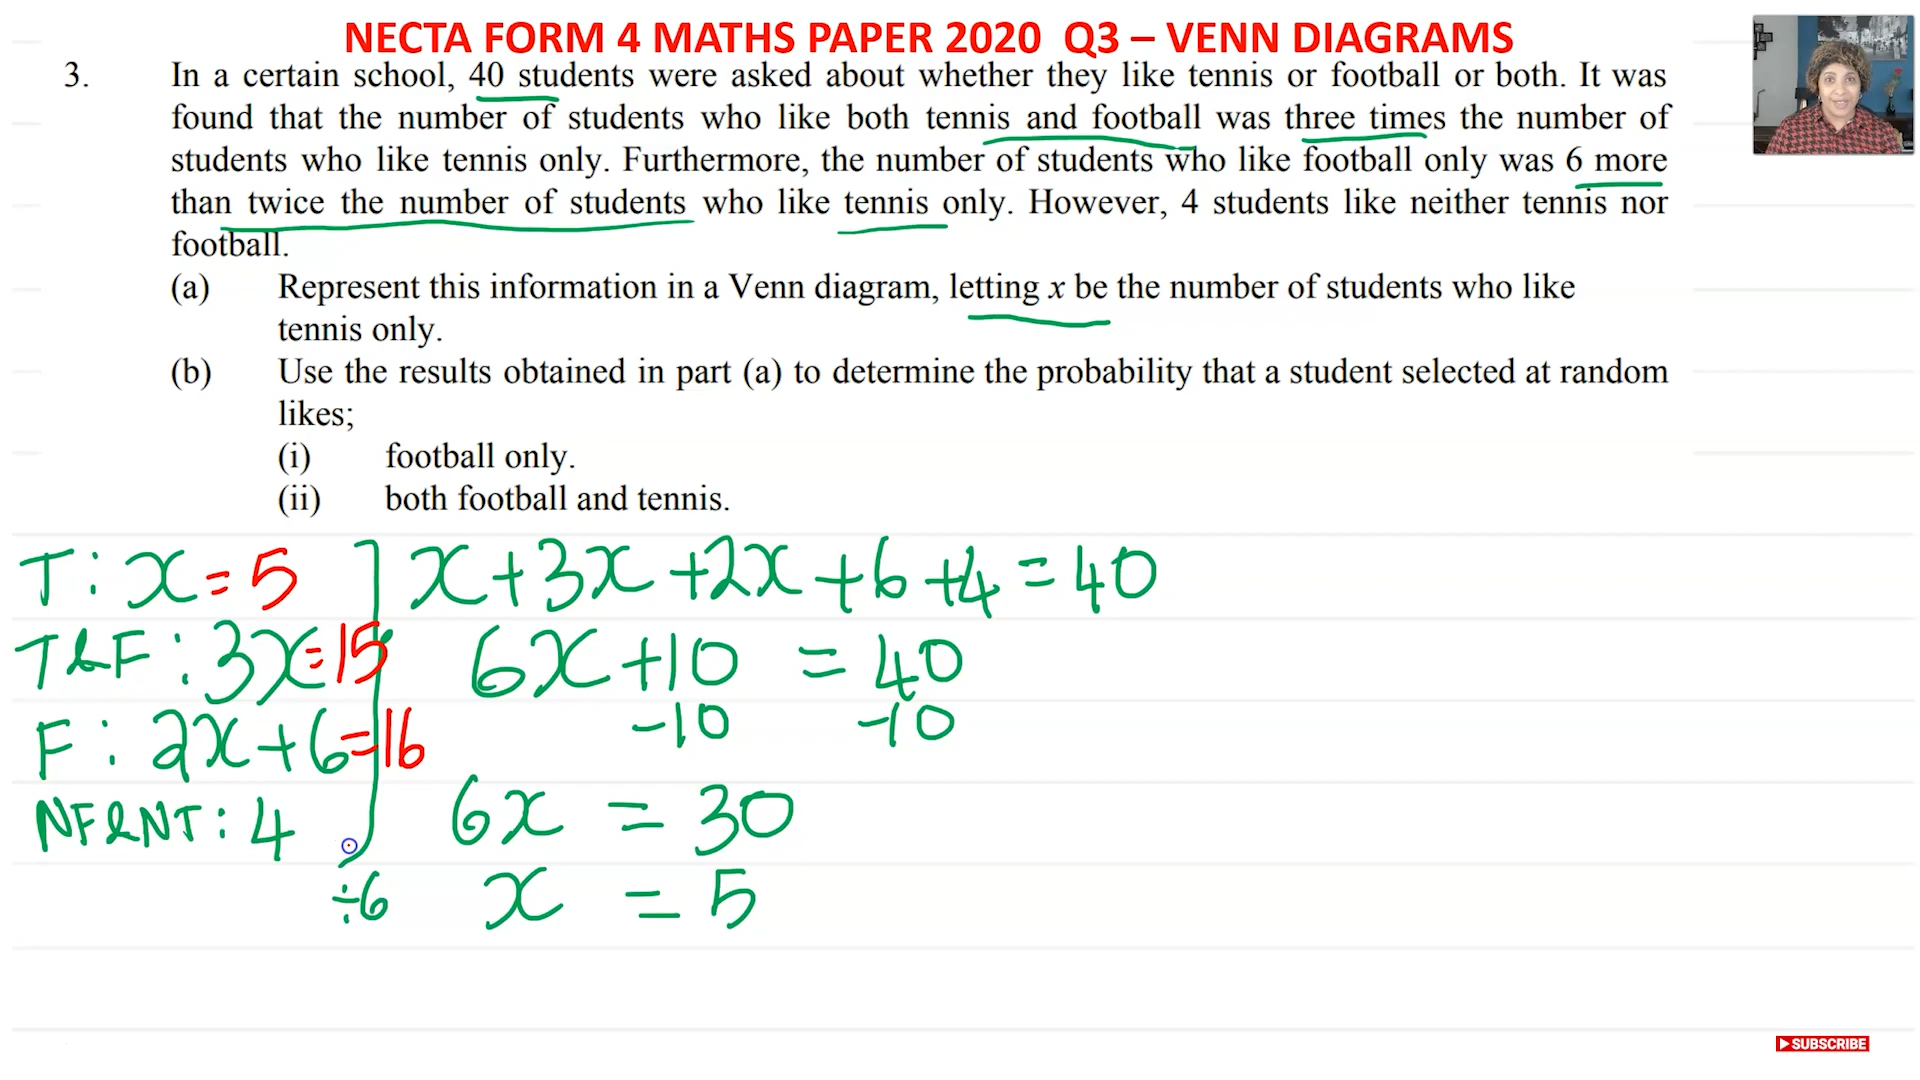 NECTA FORM 4 MATHS PAPER 2020 Q3 – VENN DIAGRAMS
3. In a certain school, 40 students were asked about whether they like tennis or football or both. It was
found that the number of students who like both tennis and football was three times the number of
students who like tennis only. Furthermore, the number of students who like football only was 6 more
than twice the number of students who like tennis only. However, 4 students like neither tennis nor
football.
(a) Represent this information in a Venn diagram, letting x be the number of students who like
tennis only.
(b) Use the results obtained in part (a) to determine the probability that a student selected at random
likes;
(i) football only.
(ii) both football and tennis.
T: x = 5
T&F: 3x = 15
F: 2x + 6 = 16
NF&NT: 4
x + 3x + 2x + 6 + 4 = 40
6x + 10 = 40
-10 -10
6x = 30
÷6 x = 5
SUBSCRIBE